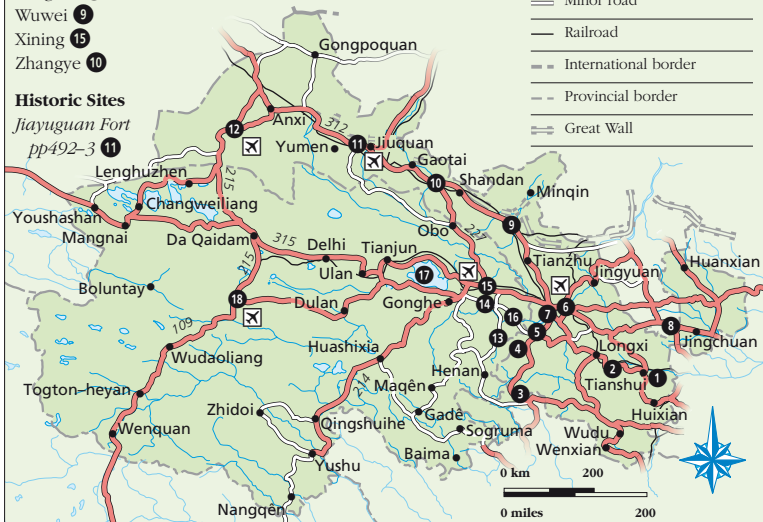 Wuwei 9
Xining 15
Zhangye 10
Historic Sites
Jiayuguan Fort
pp492–3 11
Railroad
International border
Provincial border
Great Wall
Gongpoquan
Anxi
312
12
Yumen
11
Jiuquan
Gaotai
Lenghuzhen
215
10
Shandan
Minqin
Youshashan
Changweiliang
Mangnai
Obo
227
9
Da Qaidam
315
Delhi
Tianjun
Tianzhu
Huanxian
Ulan
17
Jingyuan
215
Boluntay
18
Dulan
Gonghe
15
14
16
7
6
109
13
5
8
Jingchuan
Wudaoliang
Huashixia
4
Longxi
214
Henan
2
1
Tianshui
Togton-heyan
Maqên
3
Huixian
Zhidoi
Gadê
Qingshuihe
Sogruma
Wudu
Wenquan
Baima
Wenxian
Yushu
Nangqên
0 km 200
0 miles 200